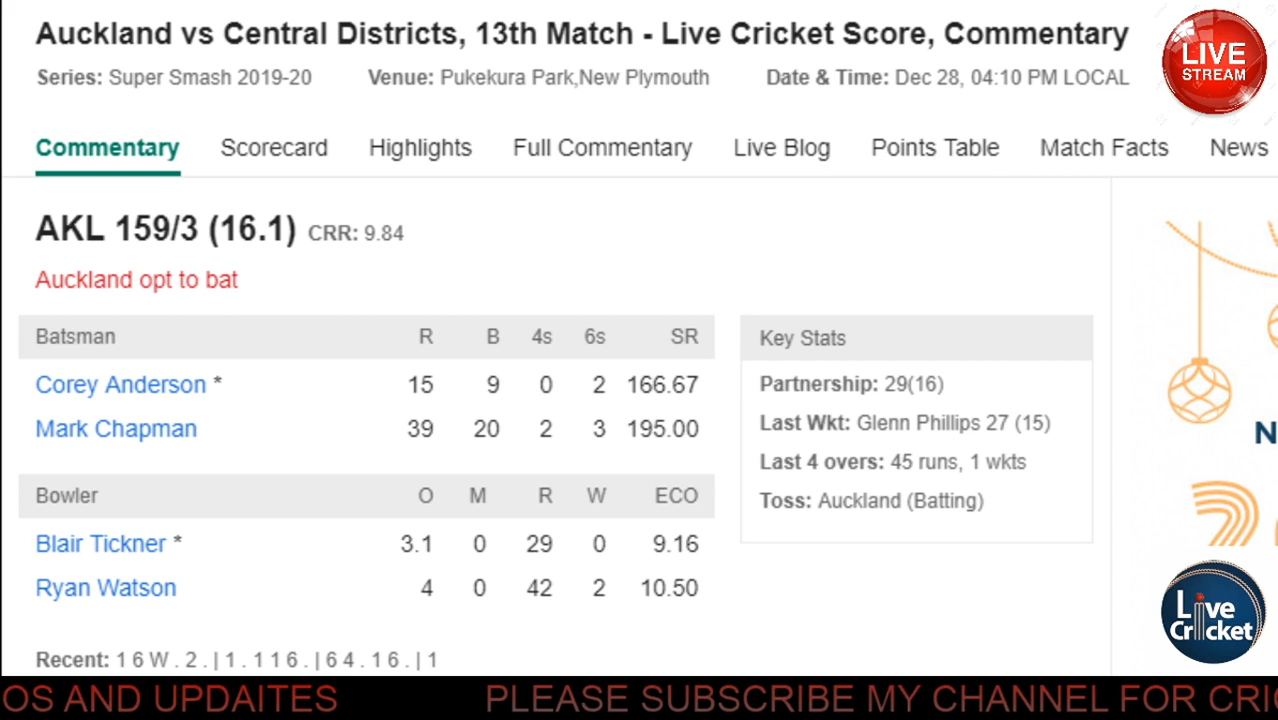 Auckland vs Central Districts, 13th Match - Live Cricket Score, Commentary
LIVE
STREAM
Series: Super Smash 2019-20 Venue: Pukekura Park,New Plymouth Date & Time: Dec 28, 04:10 PM LOCAL
Commentary Scorecard Highlights Full Commentary Live Blog Points Table Match Facts News
AKL 159/3 (16.1) CRR: 9.84
Auckland opt to bat
Batsman R B 4s 6s SR
Corey Anderson * 15 9 0 2 166.67
Mark Chapman 39 20 2 3 195.00
Bowler O M R W ECO
Blair Tickner * 3.1 0 29 0 9.16
Ryan Watson 4 0 42 2 10.50
Recent: 1 6 W . 2 . | 1 . 1 1 6 . | 6 4 . 1 6 . | 1
Key Stats
Partnership: 29(16)
Last Wkt: Glenn Phillips 27 (15)
Last 4 overs: 45 runs, 1 wkts
Toss: Auckland (Batting)
N
Live
Cricket
OS AND UPDAITES PLEASE SUBSCRIBE MY CHANNEL FOR CRIC